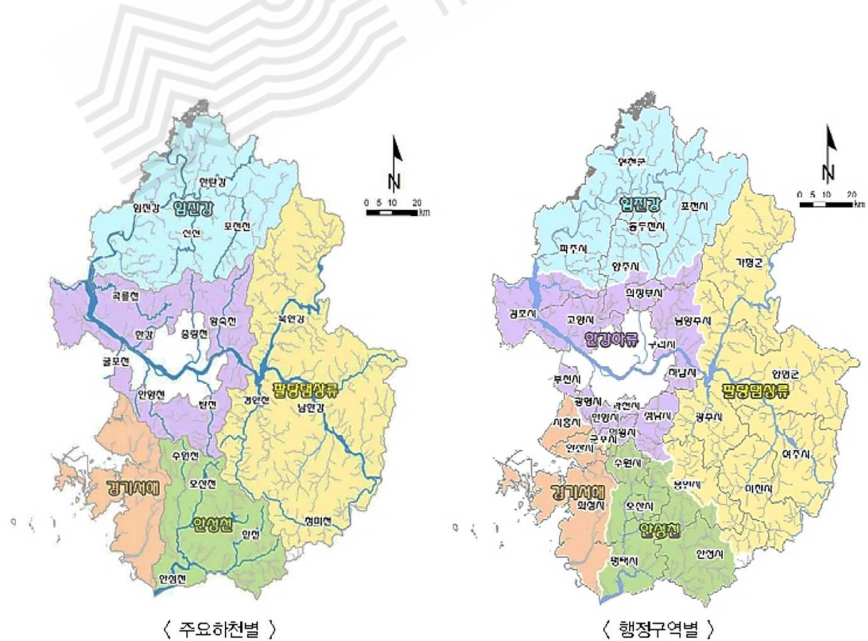 N
0 5 10 20
km
한탄강
임진강
임진강
신천
포천천
곡릉천
한강
중랑천
왕숙천
북한강
굴포천
안양천
탄천
경안천
팔당댐상류
남한강
수원천
경기서해
오산천
안성천
한천
청미천
안성천
〈 주요하천별 〉
N
0 5 10 20
km
연천군
임진강
포천시
동두천시
파주시
양주시
가평군
의정부시
김포시
고양시
남양주시
한강하류
구리시
하남시
양평군
부천시
팔당댐상류
광명시
과천시
시흥시
안양시
성남시
광주시
의왕시
군포시
안산시
여주시
수원시
용인시
이천시
경기서해
화성시
오산시
안성천
안성시
평택시
〈 행정구역별 〉